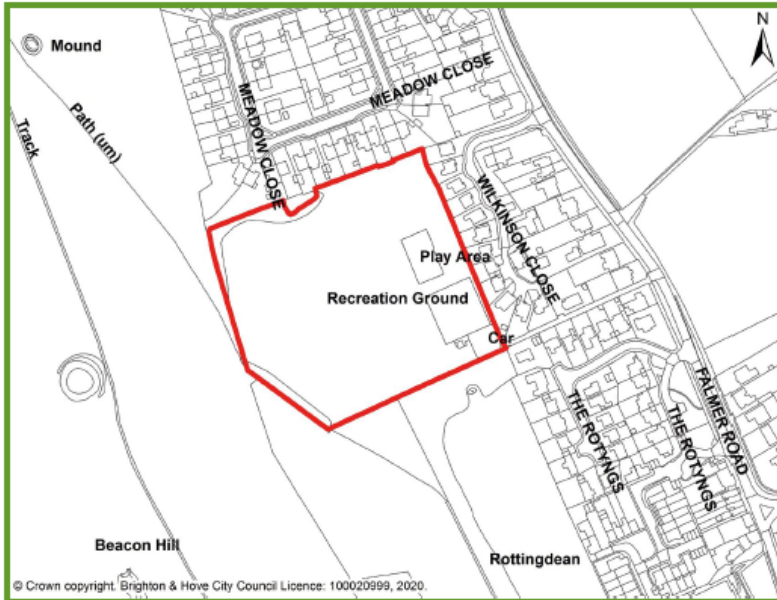 N
Mound
MEADOW CLOSE
MEADOW CLOSE
Path (um)
Track
WILKINSON CLOSE
Play Area
Recreation Ground
Car
THE ROTYNGS
THE ROTYNGS
FALMER ROAD
Beacon Hill
Rottingdean
© Crown copyright. Brighton & Hove City Council Licence: 100020999, 2020.